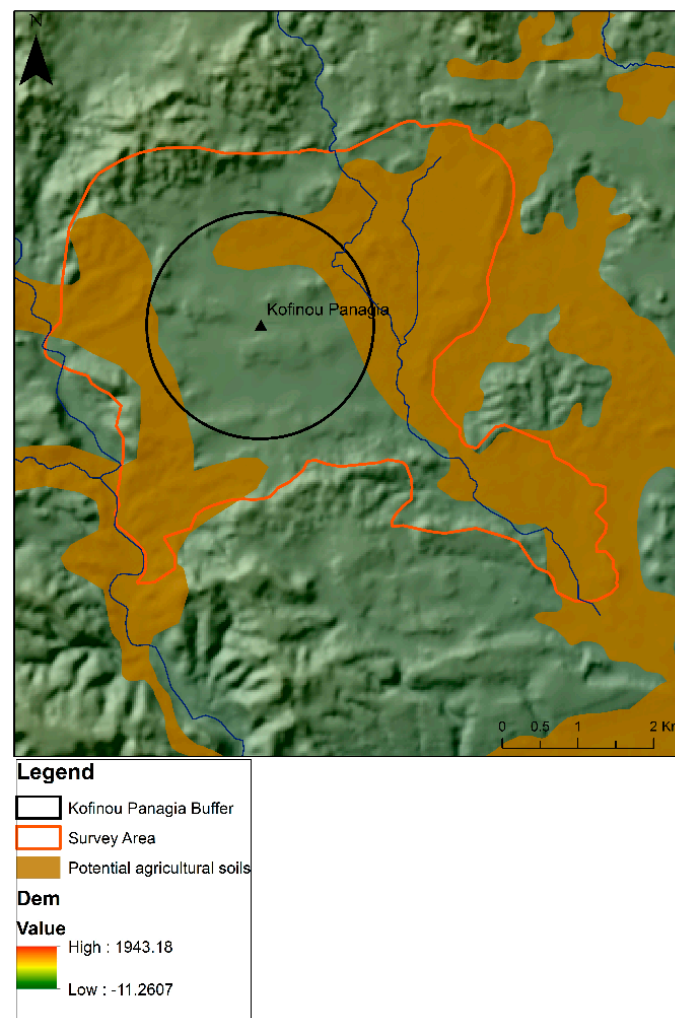 N
Kofinou Panagia
0 0.5 1 2 Km
Legend
Kofinou Panagia Buffer
Survey Area
Potential agricultural soils
Dem
Value
High : 1943.18
Low : -11.2607